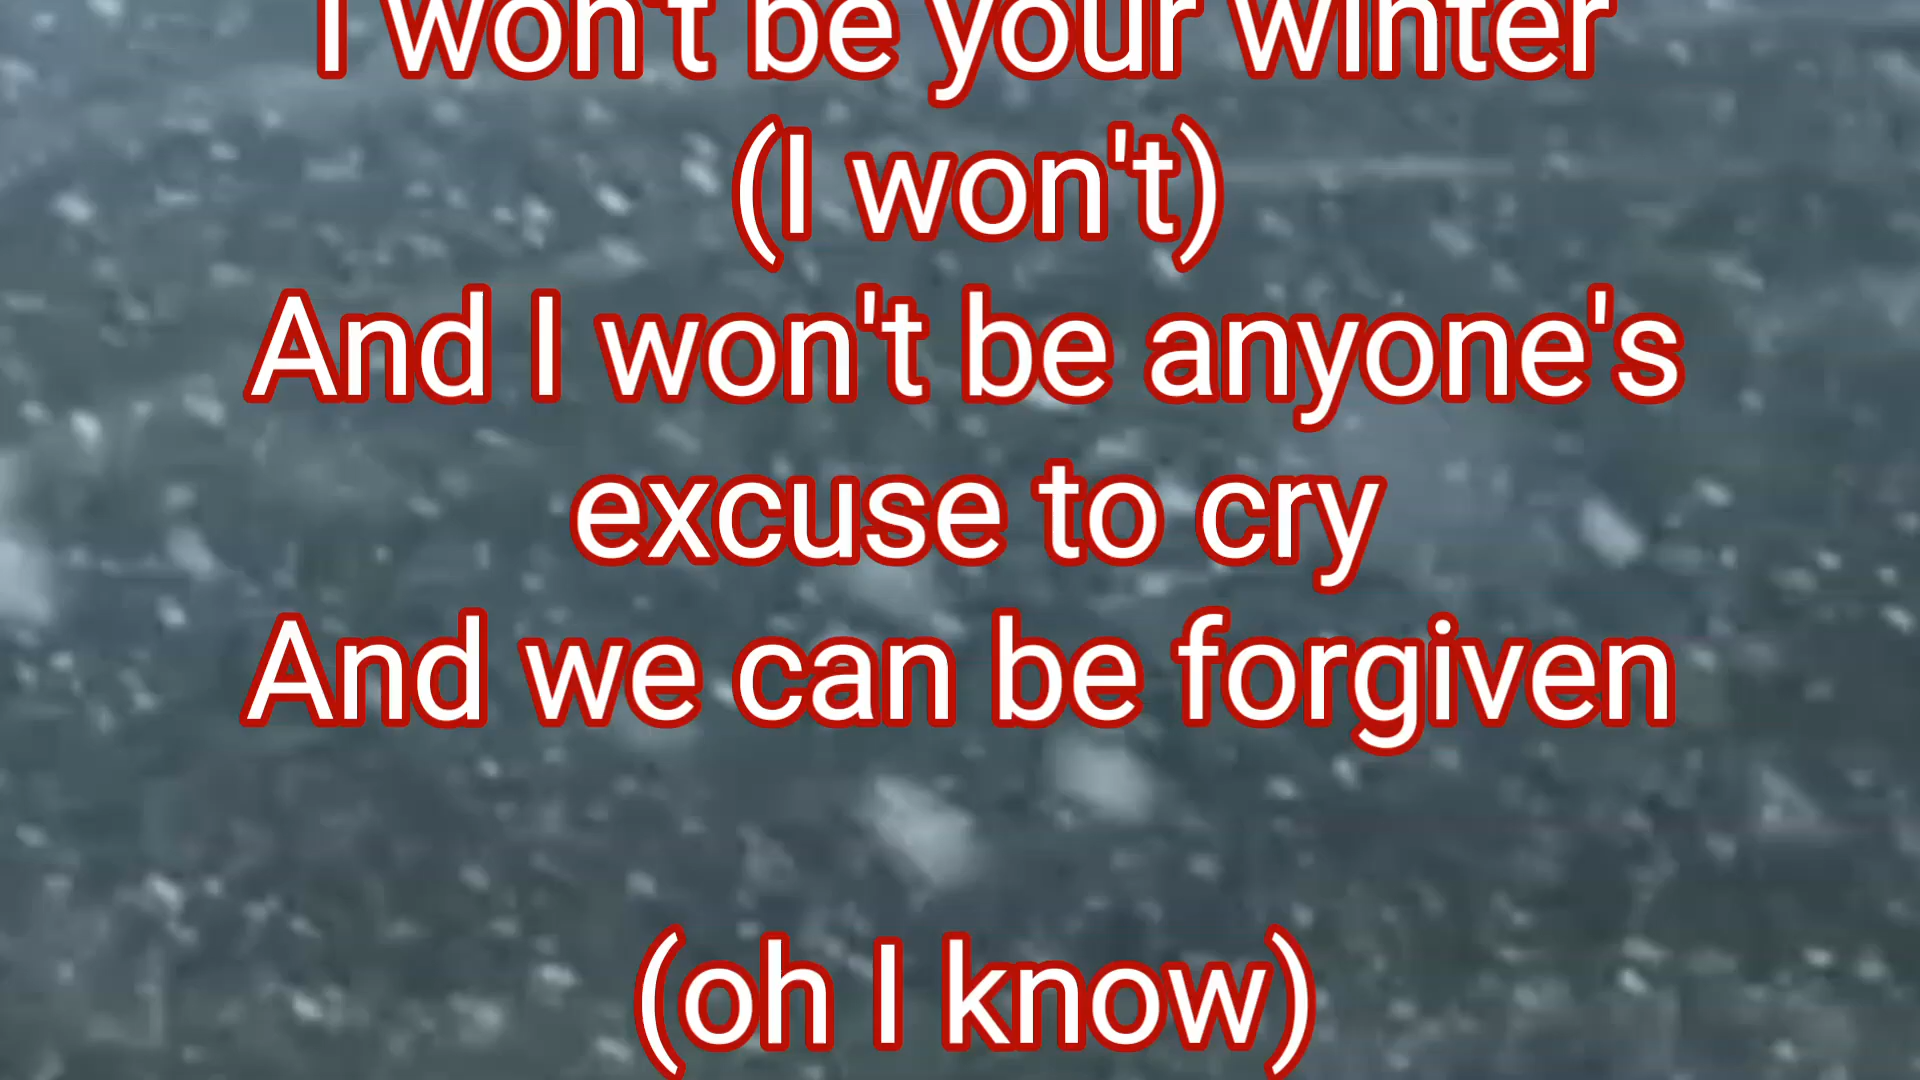 I won't be your winter
(I won't)
And I won't be anyone's
excuse to cry
And we can be forgiven
(oh I know)